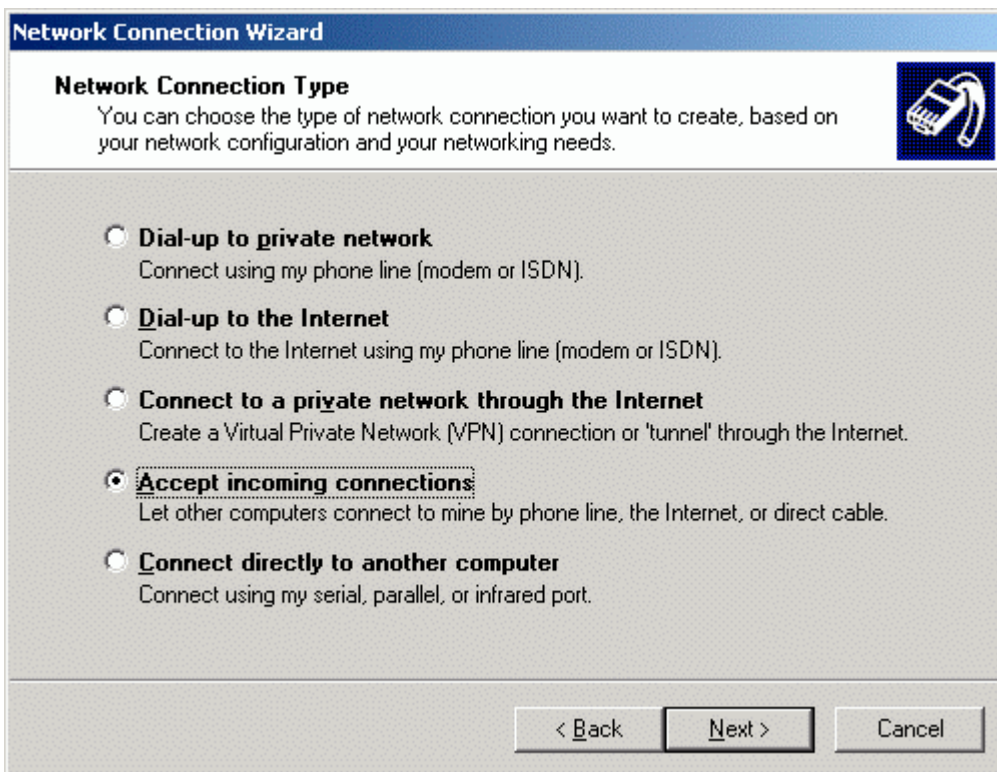 Network Connection Wizard
Network Connection Type
You can choose the type of network connection you want to create, based on
your network configuration and your networking needs.
Dial-up to private network
Connect using my phone line (modem or ISDN).
Dial-up to the Internet
Connect to the Internet using my phone line (modem or ISDN).
Connect to a private network through the Internet
Create a Virtual Private Network (VPN) connection or 'tunnel' through the Internet.
Accept incoming connections
Let other computers connect to mine by phone line, the Internet, or direct cable.
Connect directly to another computer
Connect using my serial, parallel, or infrared port.
< Back Next > Cancel